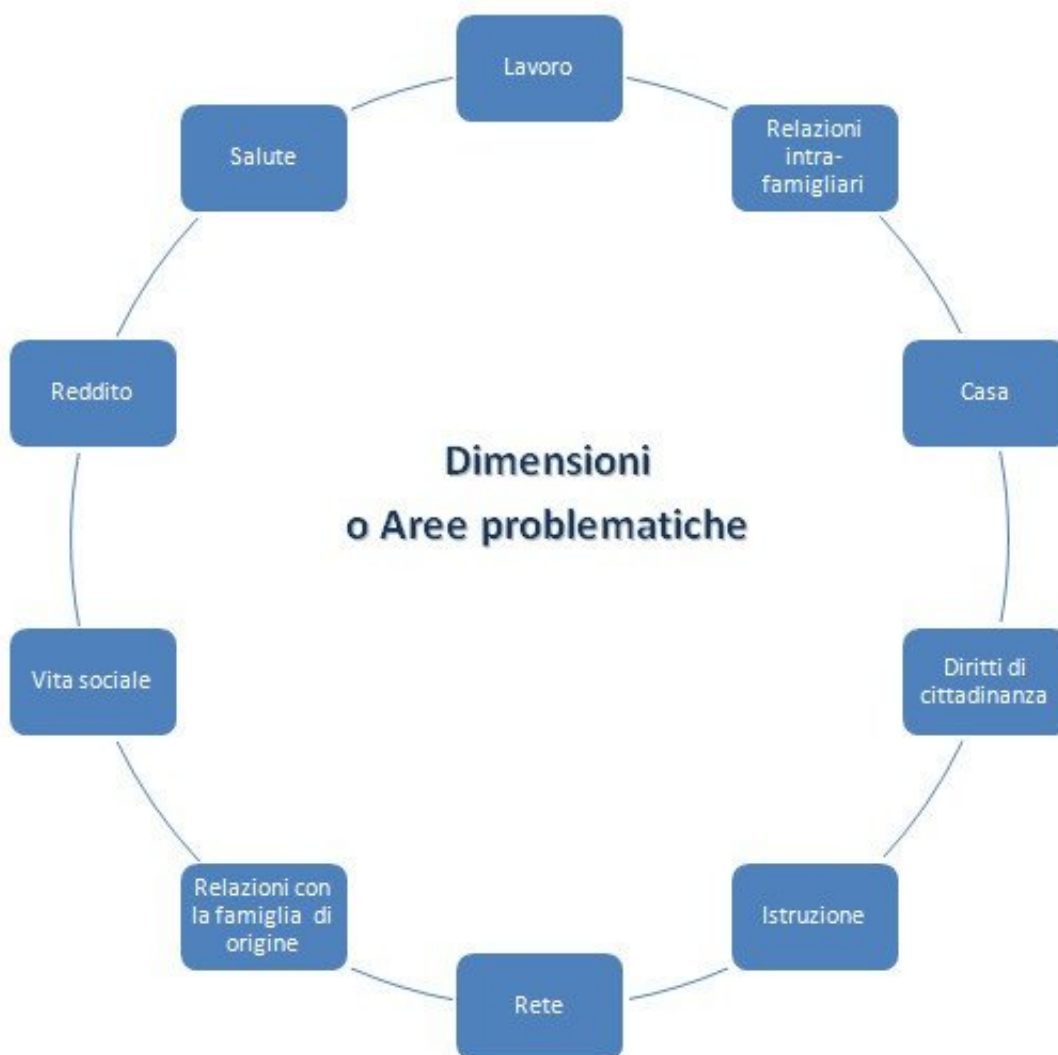 Lavoro
Relazioni
intra-
famigliari
Casa
Diritti di
cittadinanza
Istruzione
Rete
Relazioni con
la famiglia di
origine
Vita sociale
Reddito
Salute
Dimensioni
o Aree problematiche